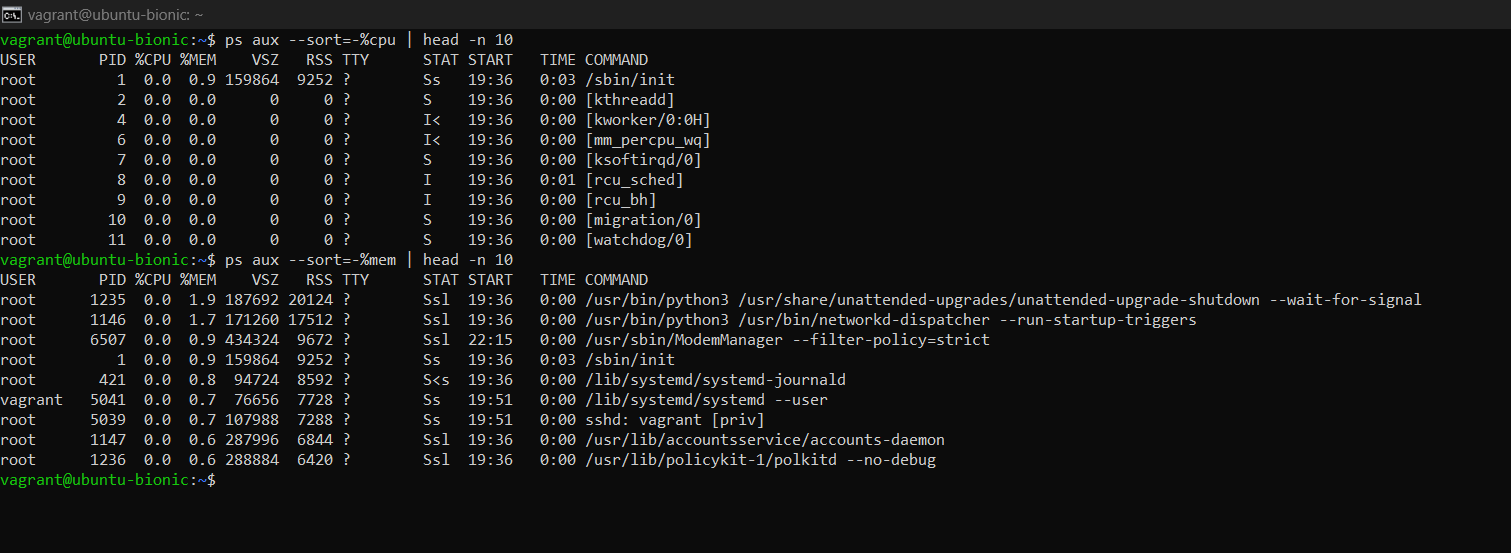 vagrant@ubuntu-bionic: ~
vagrant@ubuntu-bionic:~$ ps aux --sort=-%cpu | head -n 10
USER       PID %CPU %MEM    VSZ   RSS TTY      STAT START   TIME COMMAND
root         1  0.0  0.9 159864  9252 ?        Ss   19:36   0:03 /sbin/init
root         2  0.0  0.0      0     0 ?        S    19:36   0:00 [kthreadd]
root         4  0.0  0.0      0     0 ?        I<   19:36   0:00 [kworker/0:0H]
root         6  0.0  0.0      0     0 ?        I<   19:36   0:00 [mm_percpu_wq]
root         7  0.0  0.0      0     0 ?        S    19:36   0:00 [ksoftirqd/0]
root         8  0.0  0.0      0     0 ?        I    19:36   0:01 [rcu_sched]
root         9  0.0  0.0      0     0 ?        I    19:36   0:00 [rcu_bh]
root        10  0.0  0.0      0     0 ?        S    19:36   0:00 [migration/0]
root        11  0.0  0.0      0     0 ?        S    19:36   0:00 [watchdog/0]
vagrant@ubuntu-bionic:~$ ps aux --sort=-%mem | head -n 10
USER       PID %CPU %MEM    VSZ   RSS TTY      STAT START   TIME COMMAND
root      1235  0.0  1.9 187692 20124 ?        Ssl  19:36   0:00 /usr/bin/python3 /usr/share/unattended-upgrades/unattended-upgrade-shutdown --wait-for-signal
root      1146  0.0  1.7 171260 17512 ?        Ssl  19:36   0:00 /usr/bin/python3 /usr/bin/networkd-dispatcher --run-startup-triggers
root      6507  0.0  0.9 434324  9672 ?        Ssl  22:15   0:00 /usr/sbin/ModemManager --filter-policy=strict
root         1  0.0  0.9 159864  9252 ?        Ss   19:36   0:03 /sbin/init
root       421  0.0  0.8  94724  8592 ?        S<s  19:36   0:00 /lib/systemd/systemd-journald
vagrant   5041  0.0  0.7  76656  7728 ?        Ss   19:51   0:00 /lib/systemd/systemd --user
root      5039  0.0  0.7 107988  7288 ?        Ss   19:51   0:00 sshd: vagrant [priv]
root      1147  0.0  0.6 287996  6844 ?        Ssl  19:36   0:00 /usr/lib/accountsservice/accounts-daemon
root      1236  0.0  0.6 288884  6420 ?        Ssl  19:36   0:00 /usr/lib/policykit-1/polkitd --no-debug
vagrant@ubuntu-bionic:~$